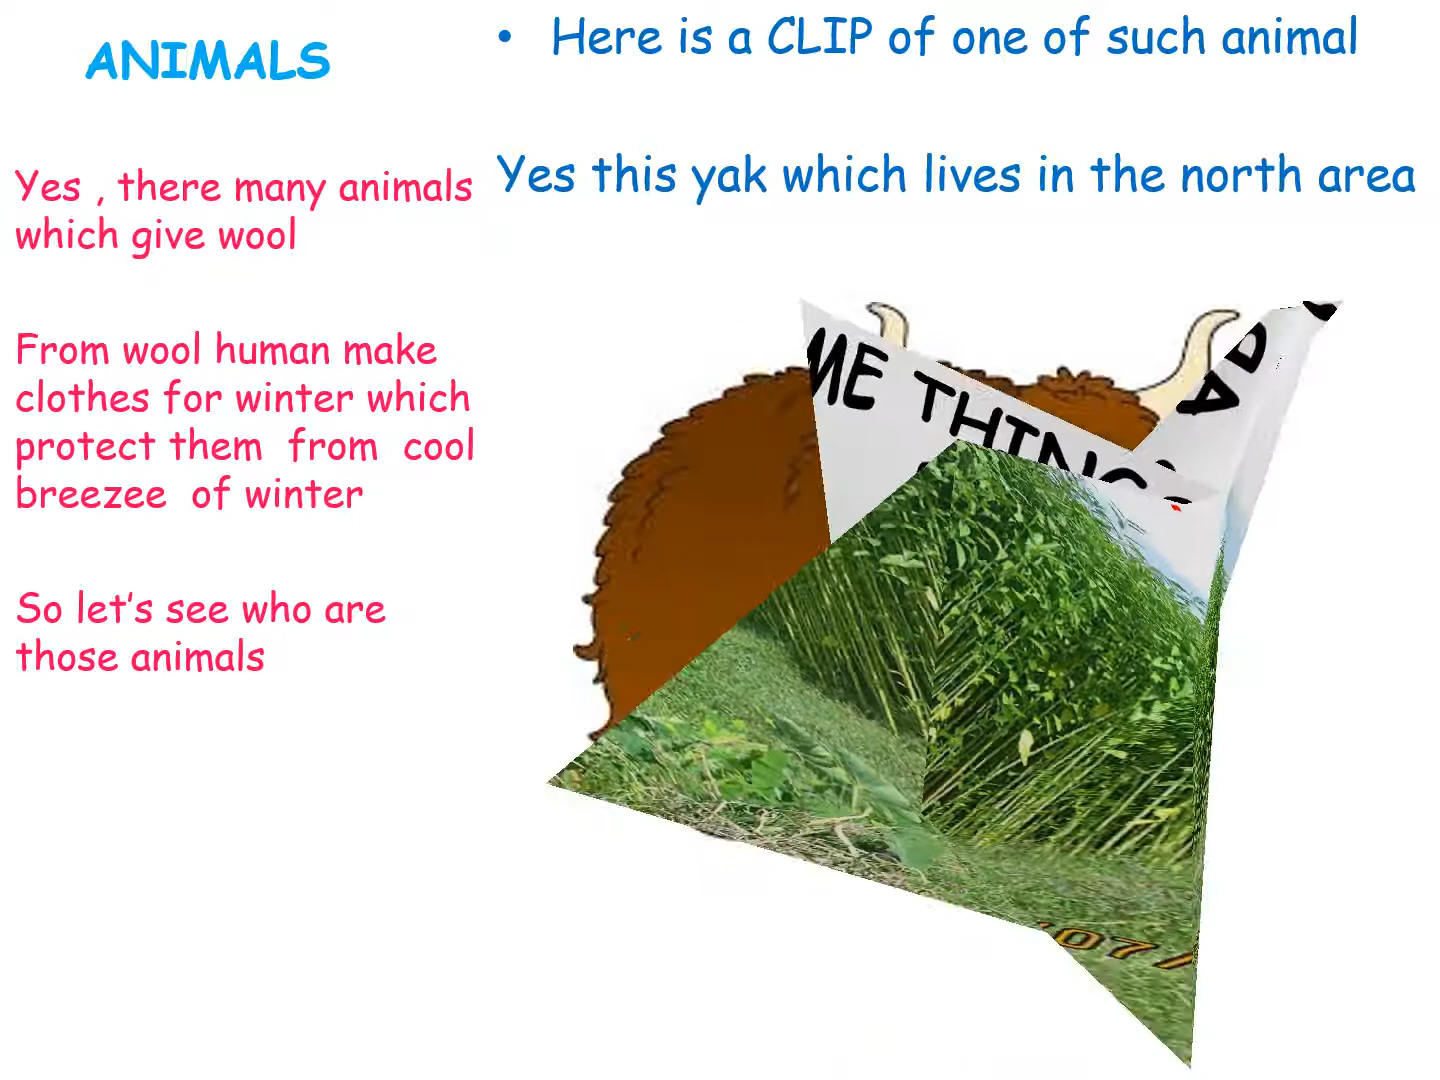 ANIMALS
Yes , there many animals
which give wool
From wool human make
clothes for winter which
protect them from cool
breezee of winter
So let's see who are
those animals
• Here is a CLIP of one of such animal
Yes this yak which lives in the north area
ME THING